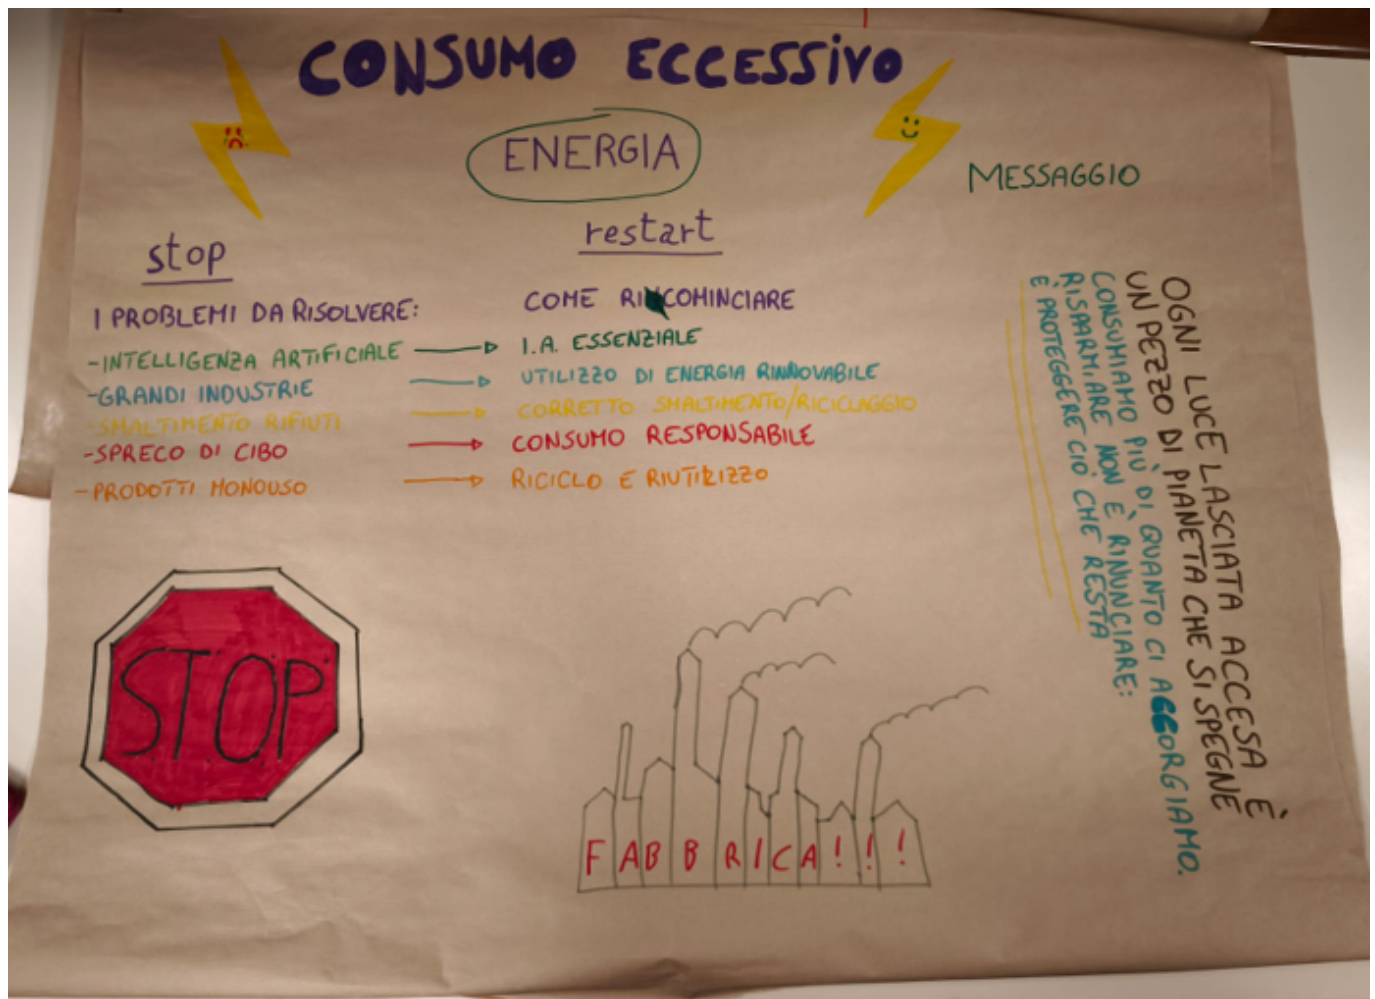 CONSUMO ECCESSIVO
ENERGIA
stop
I PROBLEMI DA RISOLVERE:
-INTELLIGENZA ARTIFICIALE
-GRANDI INDUSTRIE
-SMALTIMENTO RIFIUTI
-SPRECO DI CIBO
-PRODOTTI MONOUSO
restart
COME RINCOMINCIARE
I.A. ESSENZIALE
UTILIZZO DI ENERGIA RINNOVABILE
CORRETTO SMALTIMENTO/RICICLAGGIO
CONSUMO RESPONSABILE
RICICLO E RIUTILIZZO
MESSAGGIO
OGNI LUCE LASCIATA ACCESA È
UN PEZZO DI PIANETA CHE SI SPEGNE
CONSUMIAMO PIÙ DI QUANTO CI AGGORGIAMO.
RISPARMIARE NON È RINUNCIARE:
È PROTEGGERE CIÒ CHE RESTA
STOP
FABBRICA!!!